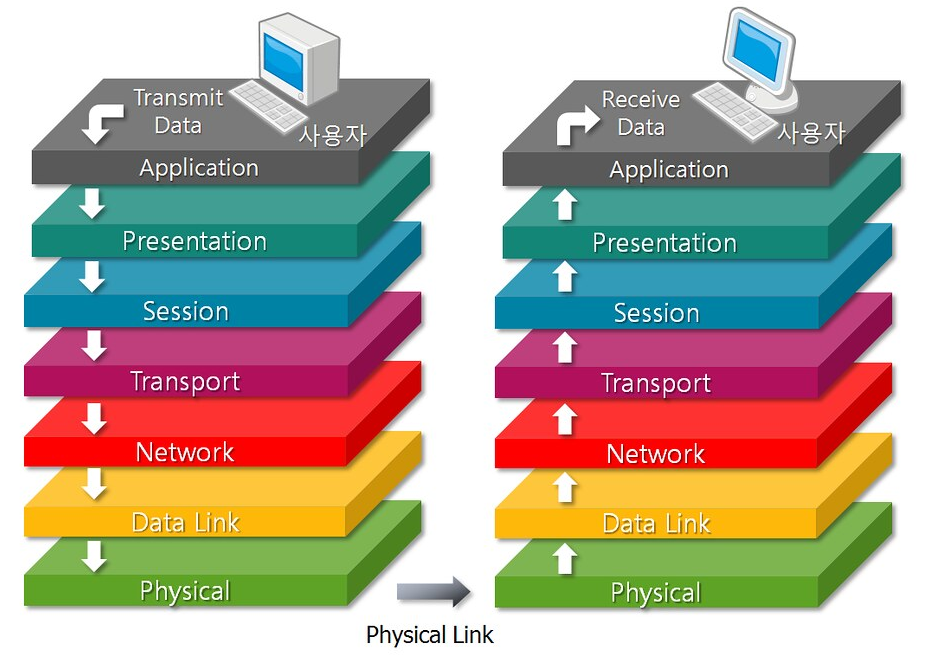 Transmit
Data
사용자
Application
Presentation
Session
Transport
Network
Data Link
Physical
Receive
Data
사용자
Application
Presentation
Session
Transport
Network
Data Link
Physical
Physical Link